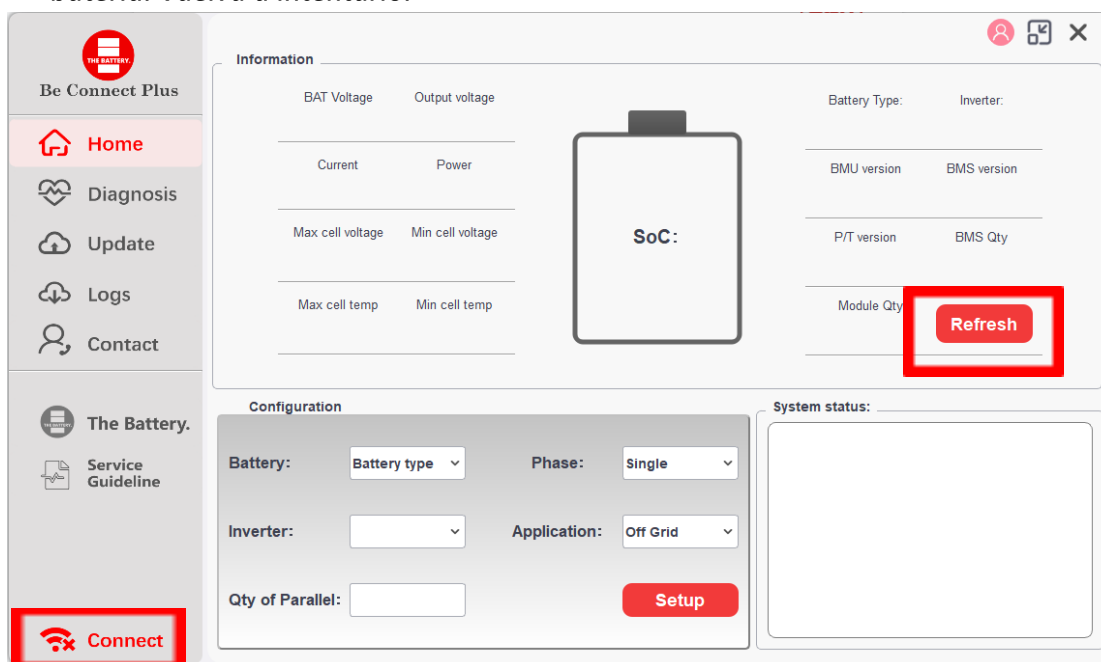 THE BATTERY.
Be Connect Plus
Home
Diagnosis
Update
Logs
Contact
The Battery.
Service
Guideline
Connect
Information
BAT Voltage Output voltage
Current Power
Max cell voltage Min cell voltage
Max cell temp Min cell temp
SoC:
Battery Type: Inverter:
BMU version BMS version
P/T version BMS Qty
Module Qty
Refresh
Configuration
Battery: Battery type Phase: Single
Inverter: Application: Off Grid
Qty of Parallel: Setup
System status: